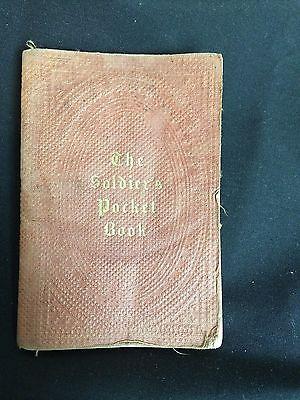 The
Soldier's
Pocket
Book